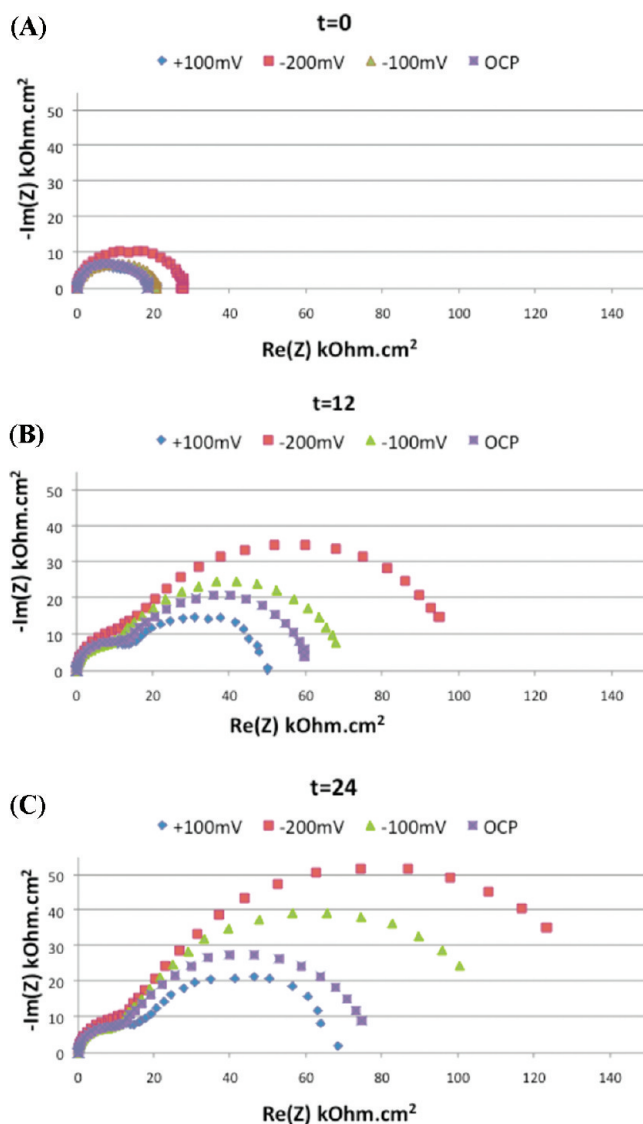 (A)
t=0
+100mV -200mV -100mV OCP
-Im(Z) kOhm.cm²
50
40
30
20
10
0
0 20 40 60 80 100 120 140
Re(Z) kOhm.cm²
(B)
t=12
+100mV -200mV -100mV OCP
-Im(Z) kOhm.cm²
50
40
30
20
10
0
0 20 40 60 80 100 120 140
Re(Z) kOhm.cm²
(C)
t=24
+100mV -200mV -100mV OCP
-Im(Z) kOhm.cm²
50
40
30
20
10
0
0 20 40 60 80 100 120 140
Re(Z) kOhm.cm²